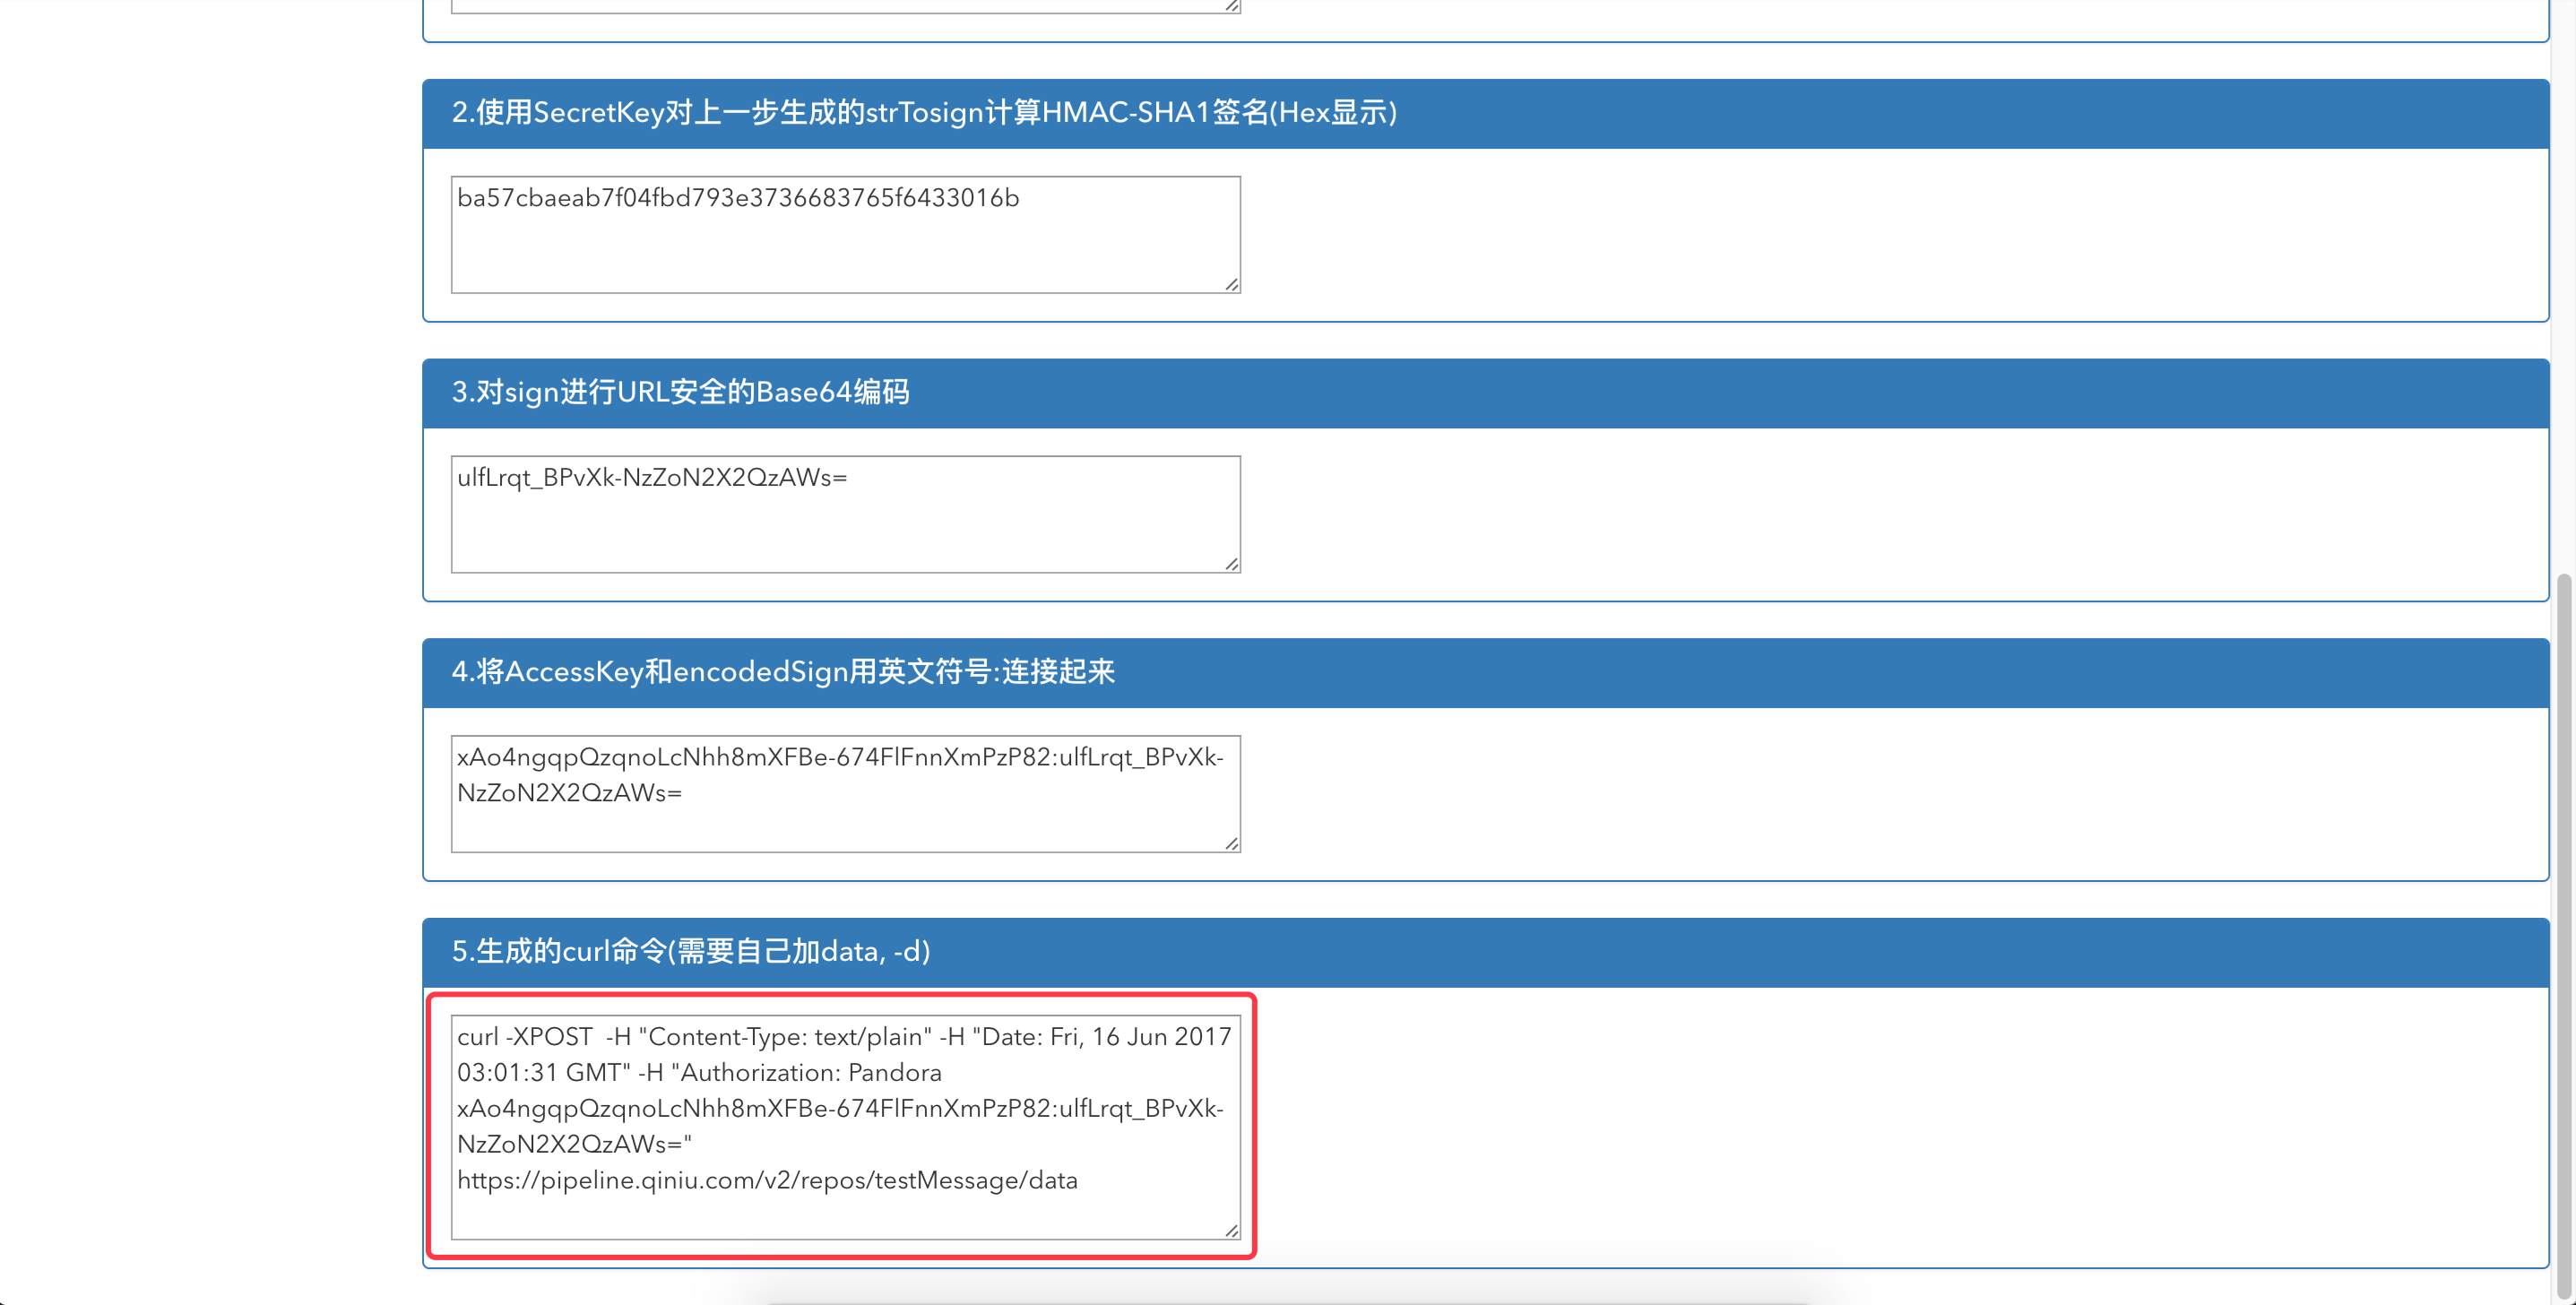 2.使用SecretKey对上一步生成的strTosign计算HMAC-SHA1签名(Hex显示)
ba57cbaeab7f04fbd793e3736683765f6433016b
3.对sign进行URL安全的Base64编码
ulfLrqt_BPvXk-NzZoN2X2QzAWs=
4.将AccessKey和encodedSign用英文符号:连接起来
xAo4ngqpQzqnoLcNhh8mXFBe-674FlFnnXmPzP82:ulfLrqt_BPvXk-
NzZoN2X2QzAWs=
5.生成的curl命令(需要自己加data, -d)
curl -XPOST  -H "Content-Type: text/plain" -H "Date: Fri, 16 Jun 2017
03:01:31 GMT" -H "Authorization: Pandora
xAo4ngqpQzqnoLcNhh8mXFBe-674FlFnnXmPzP82:ulfLrqt_BPvXk-
NzZoN2X2QzAWs="
https://pipeline.qiniu.com/v2/repos/testMessage/data